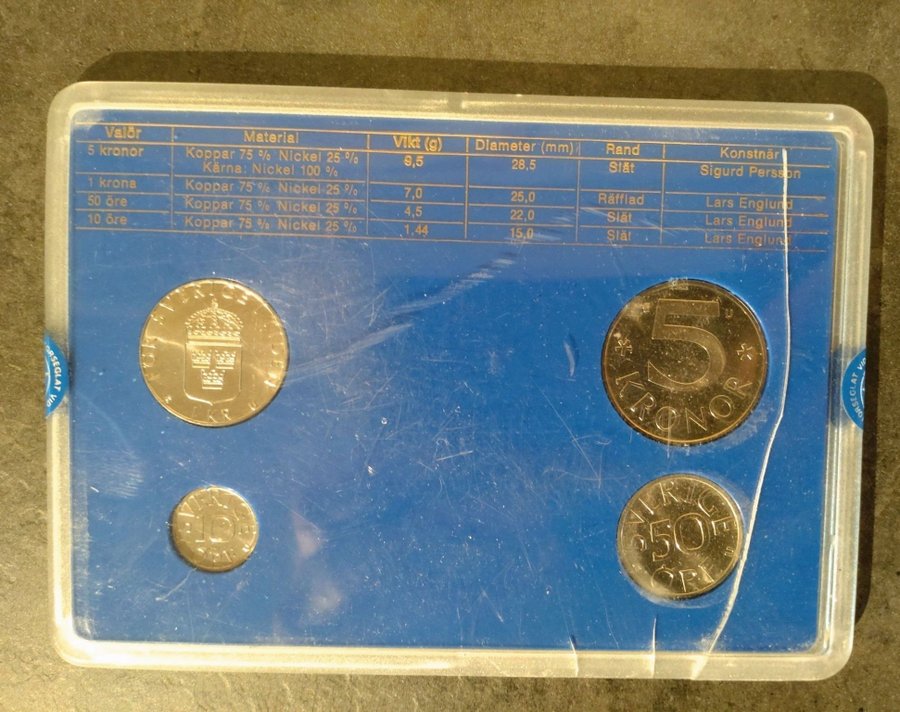 Valör Material Vikt (g) Diameter (mm) Rand Konstnär
5 kronor Koppar 75 % Nickel 25 % 9,5 28,5 Slät Sigurd Persson
Kärna: Nickel 100 %
1 krona Koppar 75 % Nickel 25 % 7,0 25,0 Räfflad Lars Englund
50 öre Koppar 75 % Nickel 25 % 4,5 22,0 Slät Lars Englund
10 öre Koppar 75 % Nickel 25 % 1,44 15,0 Slät Lars Englund
SVERIGE
1 KR U
5 U
KRONOR
10
SVERIGE
50
U